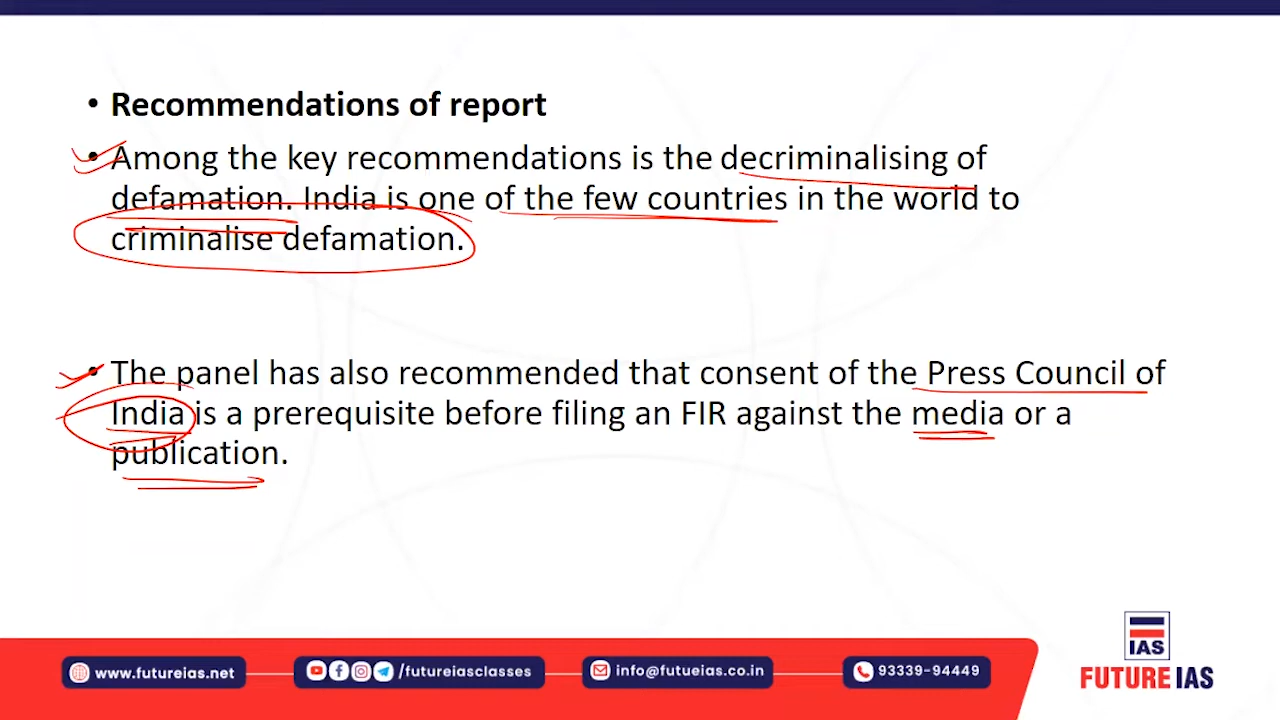 • Recommendations of report
• Among the key recommendations is the decriminalising of
defamation. India is one of the few countries in the world to
criminalise defamation.
• The panel has also recommended that consent of the Press Council of
India is a prerequisite before filing an FIR against the media or a
publication.
IAS
www.futureias.net
/futureiasclasses
info@futueias.co.in
93339-94449
FUTURE IAS